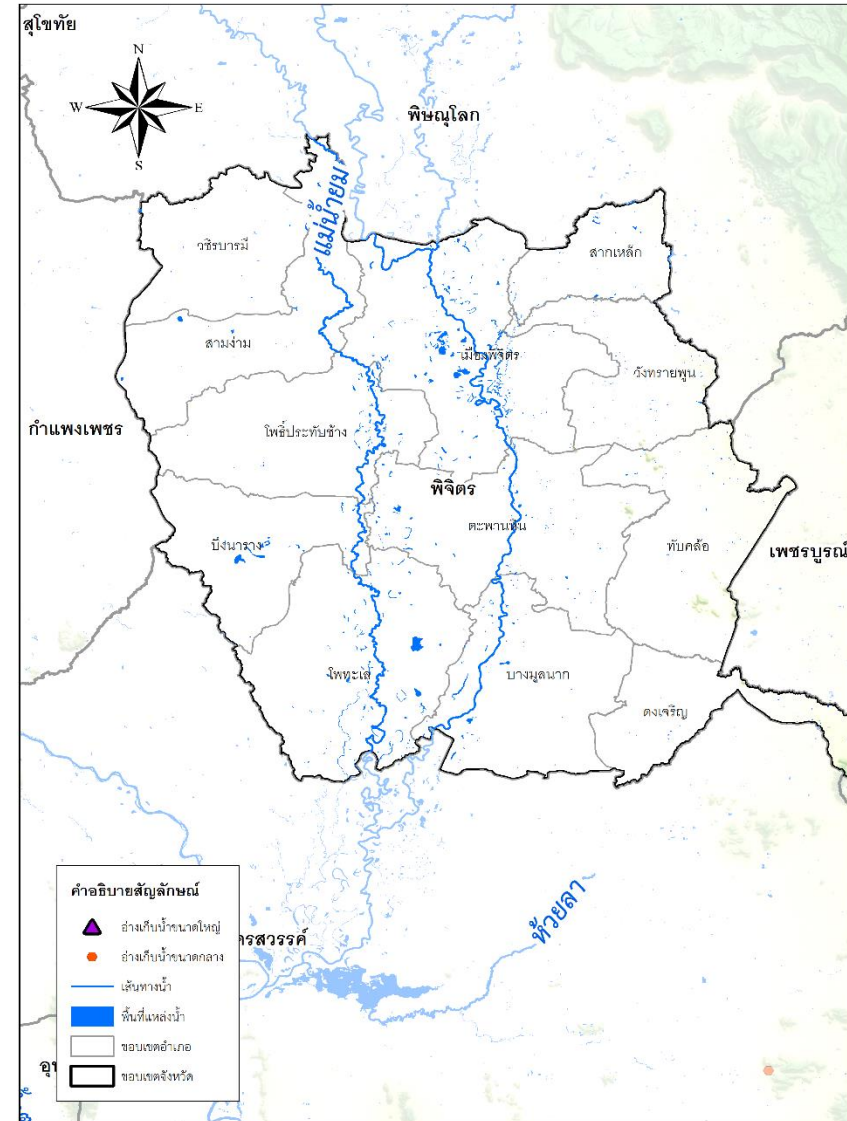 สุโขทัย
N
W
E
S
พิษณุโลก
แม่น้ำยม
วชิรบารมี
สากเหล็ก
สามง่าม
เมืองพิจิตร
วังทรายพูน
กำแพงเพชร
โพธิ์ประทับช้าง
พิจิตร
ตะพานหิน
บึงนาราง
ทับคล้อ
เพชรบูรณ์
โพทะเล
บางมูลนาก
ดงเจริญ
ห้วยลา
คำอธิบายสัญลักษณ์
อ่างเก็บน้ำขนาดใหญ่
อ่างเก็บน้ำขนาดกลาง
เส้นทางน้ำ
พื้นที่แหล่งน้ำ
ขอบเขตอำเภอ
ขอบเขตจังหวัด
ครสวรรค์